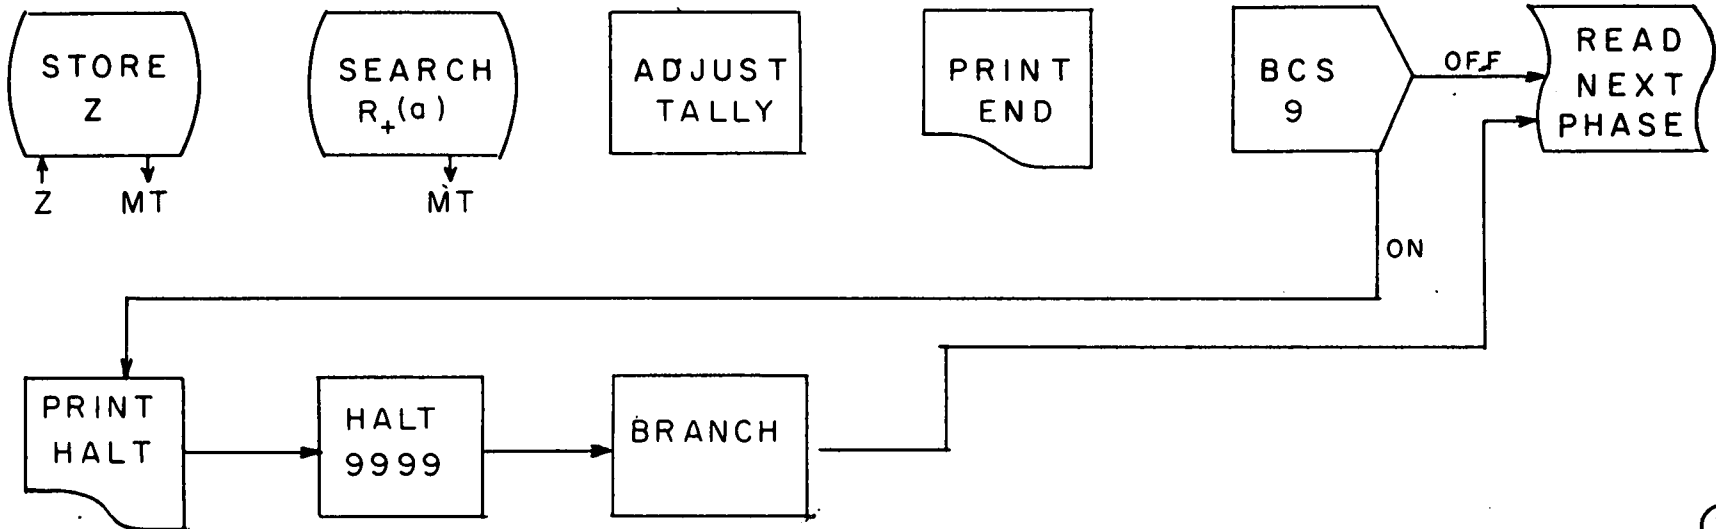 STORE
Z
Z
MT
SEARCH
R+(a)
MT
ADJUST
TALLY
PRINT
END
BCS
9
OFF
ON
READ
NEXT
PHASE
PRINT
HALT
HALT
9999
BRANCH